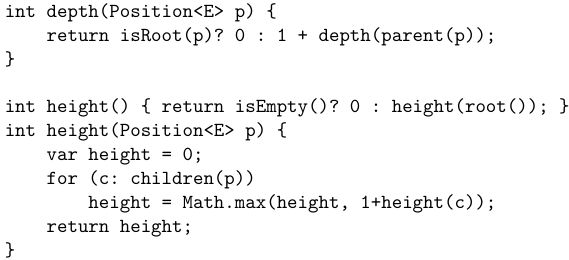 int depth(Position<E> p) {
    return isRoot(p)? 0 : 1 + depth(parent(p));
}

int height() { return isEmpty()? 0 : height(root()); }
int height(Position<E> p) {
    var height = 0;
    for (c: children(p))
        height = Math.max(height, 1+height(c));
    return height;
}